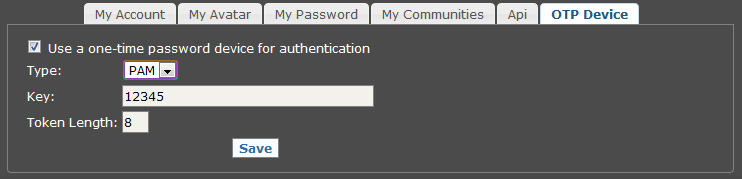 My Account My Avatar My Password My Communities Api OTP Device
Use a one-time password device for authentication
Type: PAM
Key: 12345
Token Length: 8
Save